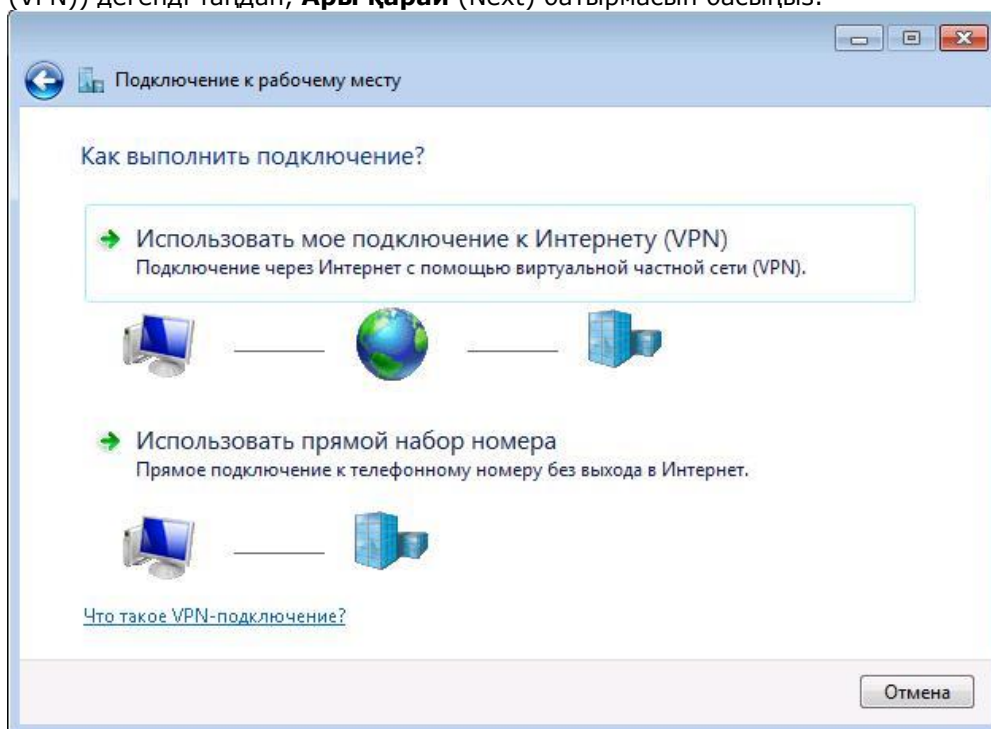 (VPN)) дегенді таңдап, Ары қарай (Next) батырмасын басыңыз.
Подключение к рабочему месту
Как выполнить подключение?
Использовать мое подключение к Интернету (VPN)
Подключение через Интернет с помощью виртуальной частной сети (VPN).
Использовать прямой набор номера
Прямое подключение к телефонному номеру без выхода в Интернет.
Что такое VPN-подключение?
Отмена